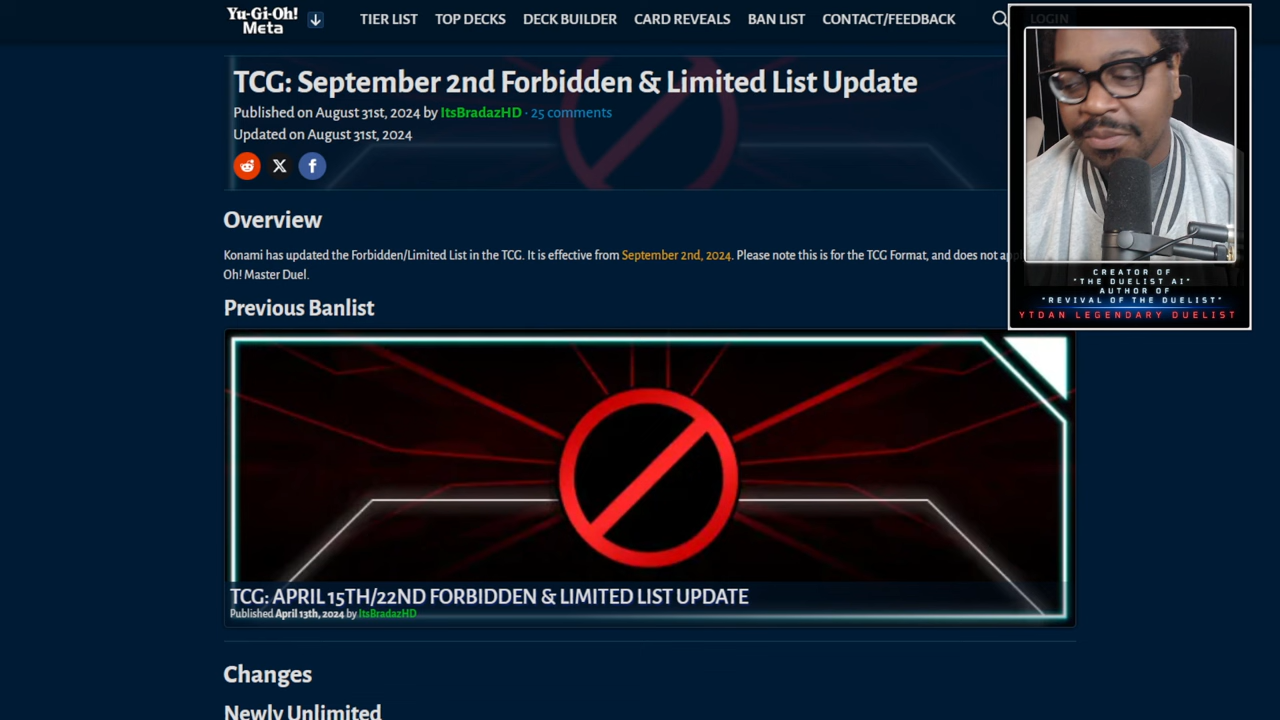 Yu-Gi-Oh! Meta
TIER LIST TOP DECKS DECK BUILDER CARD REVEALS BAN LIST CONTACT/FEEDBACK LOGIN
TCG: September 2nd Forbidden & Limited List Update
Published on August 31st, 2024 by ItsBradazHD · 25 comments
Updated on August 31st, 2024
Overview
Konami has updated the Forbidden/Limited List in the TCG. It is effective from September 2nd, 2024. Please note this is for the TCG Format, and does not
Oh! Master Duel.
Previous Banlist
TCG: APRIL 15TH/22ND FORBIDDEN & LIMITED LIST UPDATE
Published April 13th, 2024 by ItsBradazHD
Changes
Newly Unlimited
CREATOR OF
"THE DUELIST AI"
AUTHOR OF
"REVIVAL OF THE DUELIST"
YTDAN LEGENDARY DUELIST